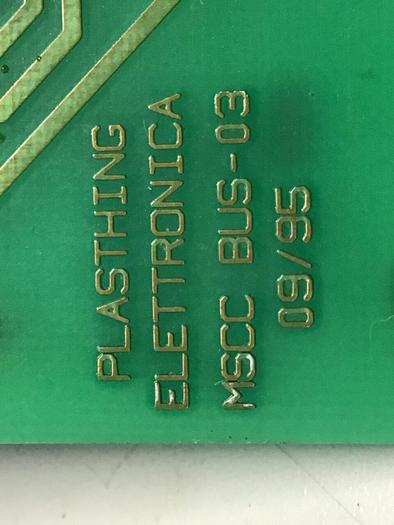 PLASTHING
ELETTRONICA
MSCC BUS-03
09/95